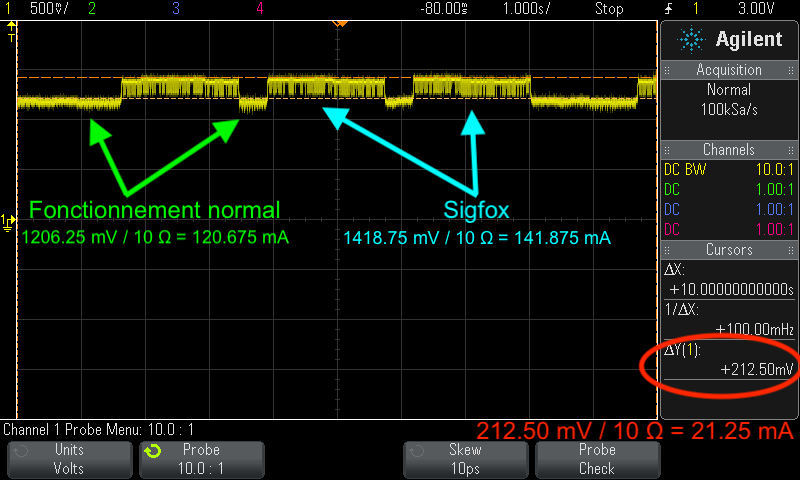 1 500mV/ 2 3 4 -80.00ms 1.000s/ Stop 1 3.00V
T
Agilent
Acquisition
Normal
100kSa/s
Channels
DC BW 10.0:1
DC 1.00:1
DC 1.00:1
DC 1.00:1
Cursors
ΔX:
+10.0000000000s
1/ΔX:
+100.00mHz
ΔY(1):
+212.50mV
Fonctionnement normal
1206.25 mV / 10 Ω = 120.675 mA
Sigfox
1418.75 mV / 10 Ω = 141.875 mA
1
212.50 mV / 10 Ω = 21.25 mA
Channel 1 Probe Menu: 10.0 : 1
Units
Volts
Probe
10.0 : 1
Skew
10ps
Probe
Check